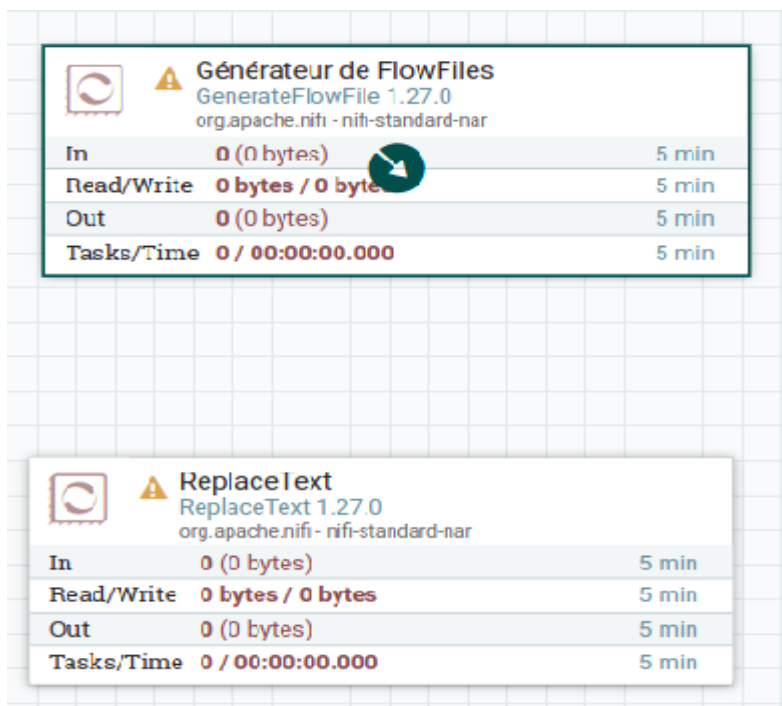 Générateur de FlowFiles
GenerateFlowFile 1.27.0
org.apache.nifi - nifi-standard-nar
In 0 (0 bytes) 5 min
Read/Write 0 bytes / 0 bytes 5 min
Out 0 (0 bytes) 5 min
Tasks/Time 0 / 00:00:00.000 5 min
ReplaceText
ReplaceText 1.27.0
org.apache.nifi - nifi-standard-nar
In 0 (0 bytes) 5 min
Read/Write 0 bytes / 0 bytes 5 min
Out 0 (0 bytes) 5 min
Tasks/Time 0 / 00:00:00.000 5 min